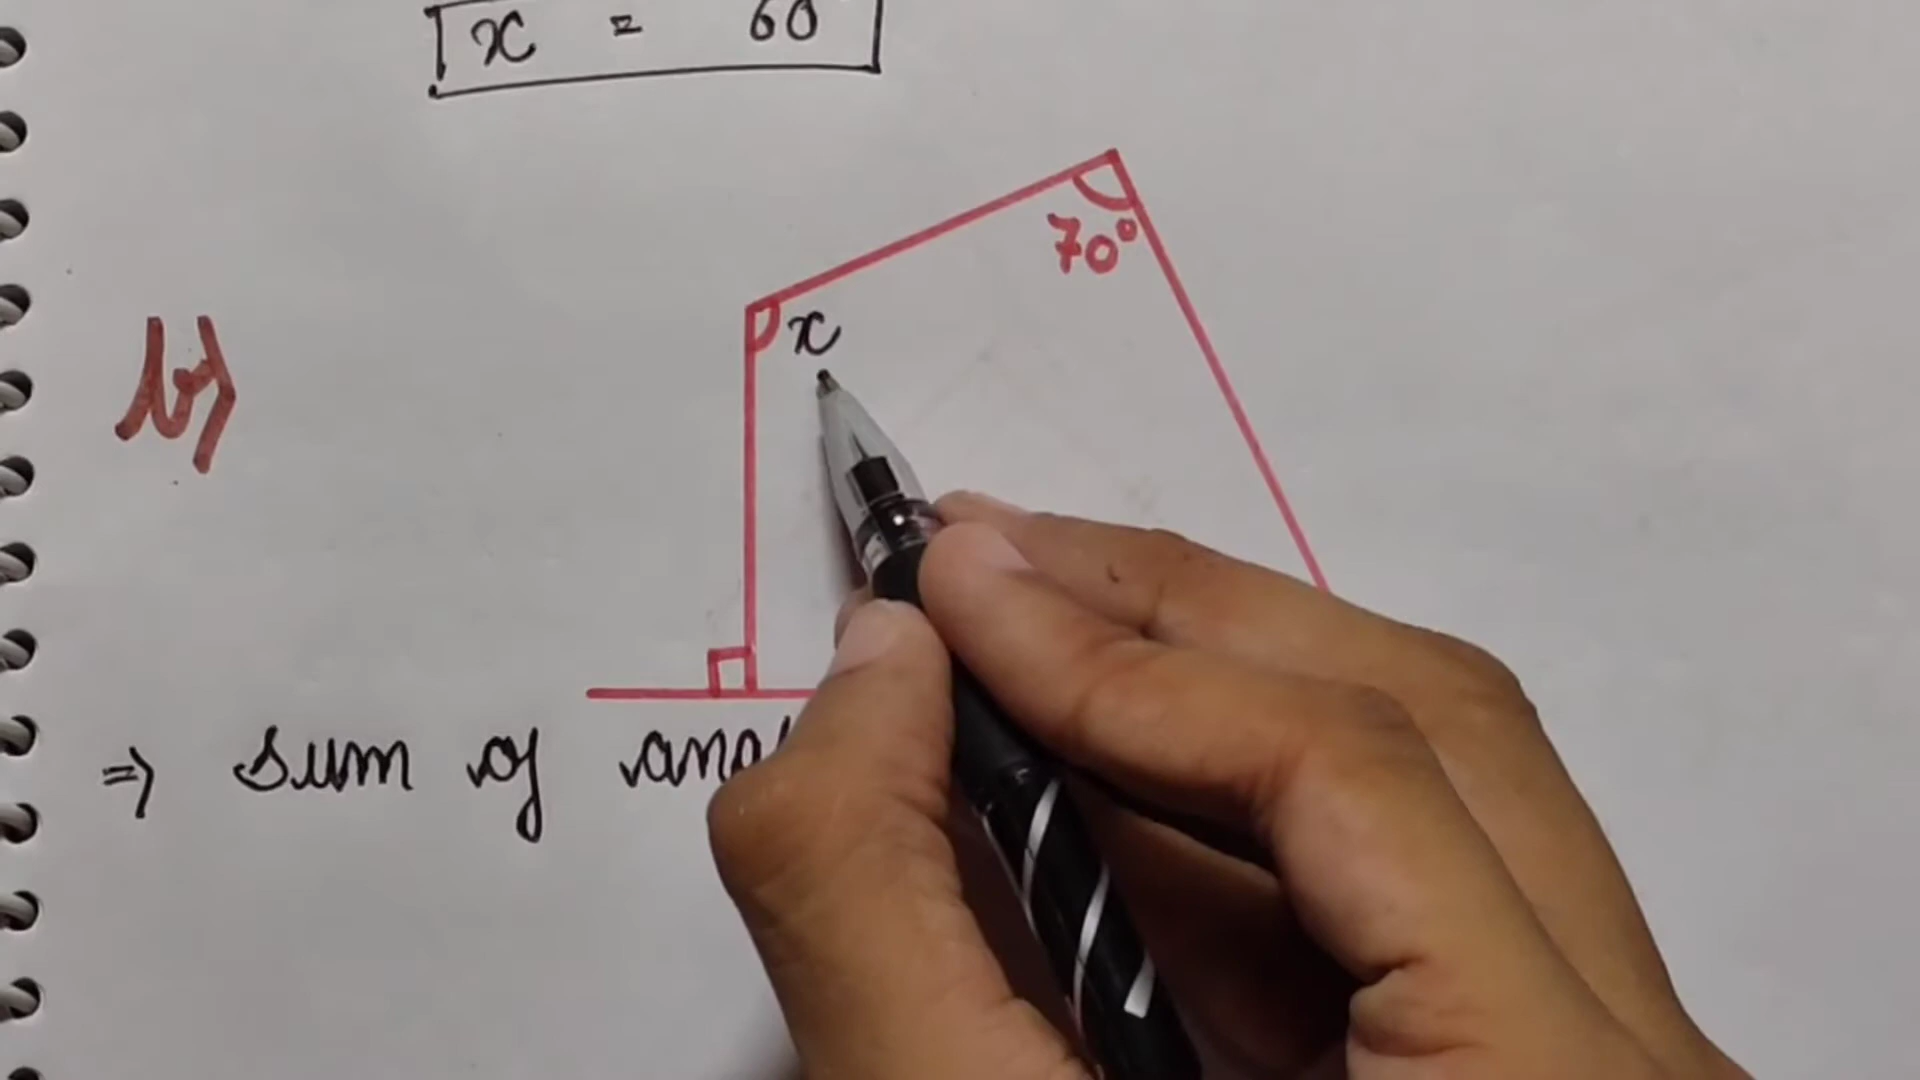 x = 60
70°
x
b)
⇒ sum of